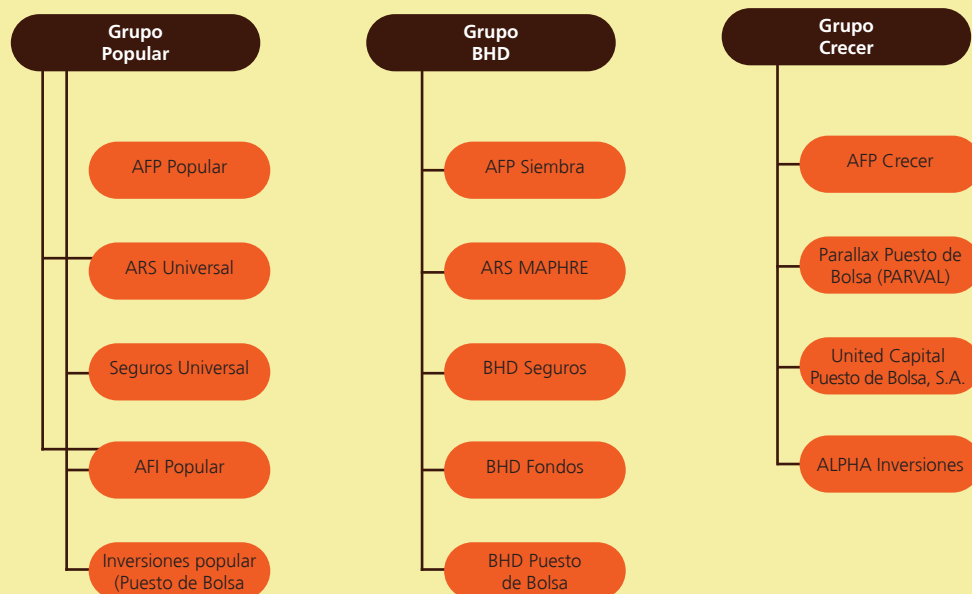 Grupo
Popular
AFP Popular
ARS Universal
Seguros Universal
AFI Popular
Inversiones popular
(Puesto de Bolsa
Grupo
BHD
AFP Siembra
ARS MAPHRE
BHD Seguros
BHD Fondos
BHD Puesto
de Bolsa
Grupo
Crecer
AFP Crecer
Parallax Puesto de
Bolsa (PARVAL)
United Capital
Puesto de Bolsa, S.A.
ALPHA Inversiones